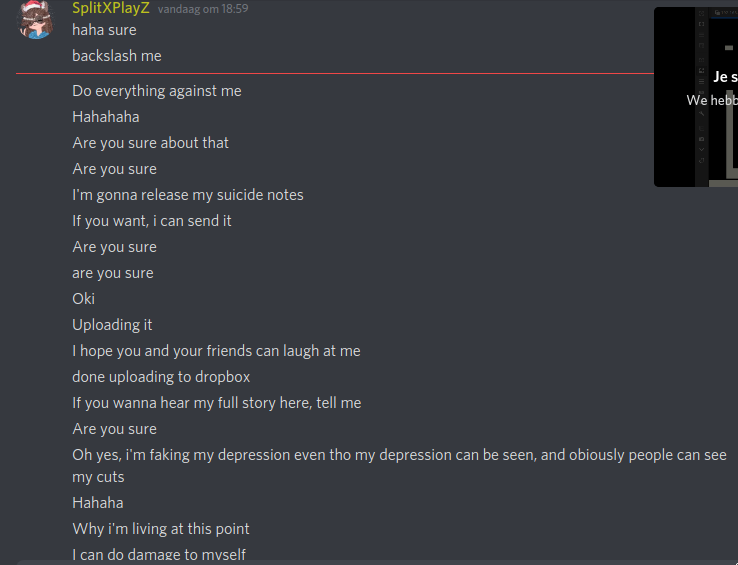 SplitXPlayZ vandaag om 18:59
haha sure
backslash me
Je s
We hebb
Do everything against me
Hahahaha
Are you sure about that
Are you sure
I'm gonna release my suicide notes
If you want, i can send it
Are you sure
are you sure
Oki
Uploading it
I hope you and your friends can laugh at me
done uploading to dropbox
If you wanna hear my full story here, tell me
Are you sure
Oh yes, i'm faking my depression even tho my depression can be seen, and obiously people can see
my cuts
Hahaha
Why i'm living at this point
I can do damage to myself